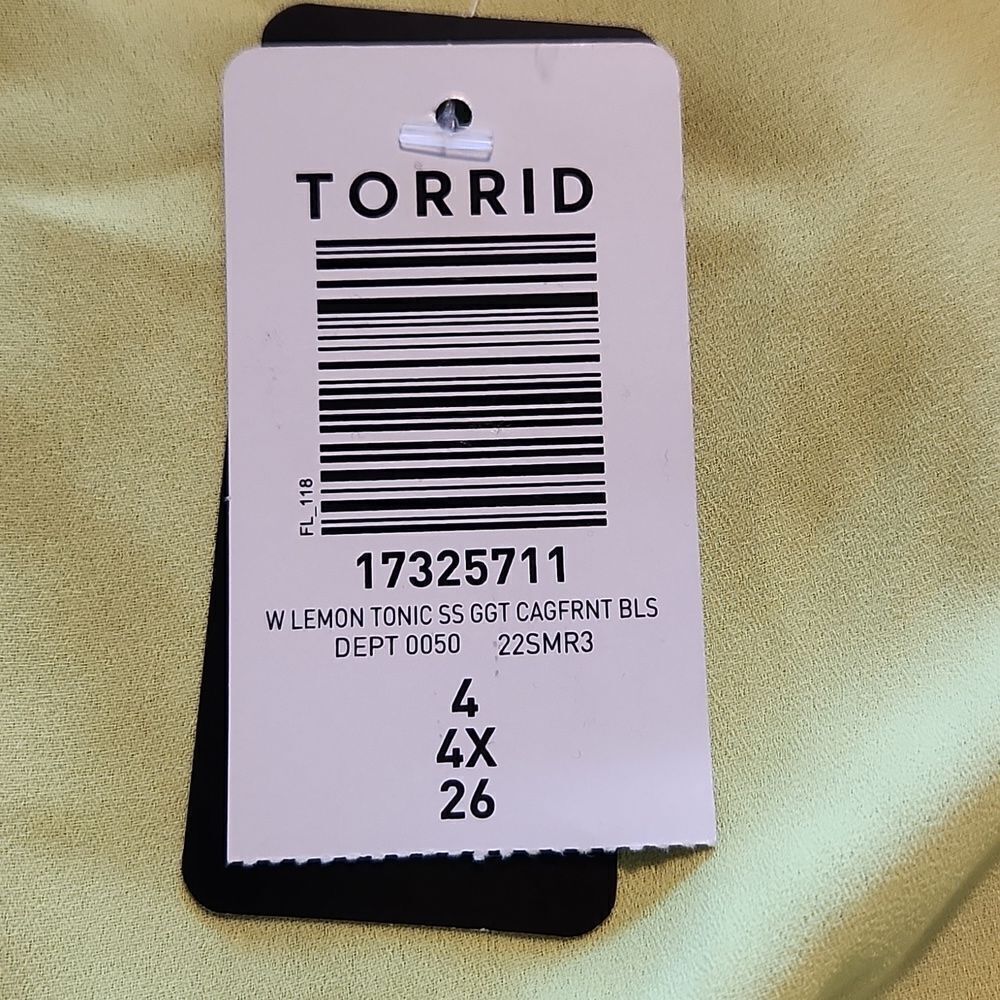 TORRID
FL_118
17325711
W LEMON TONIC SS GGT CAGFRNT BLS
DEPT 0050 22SMR3
4
4X
26